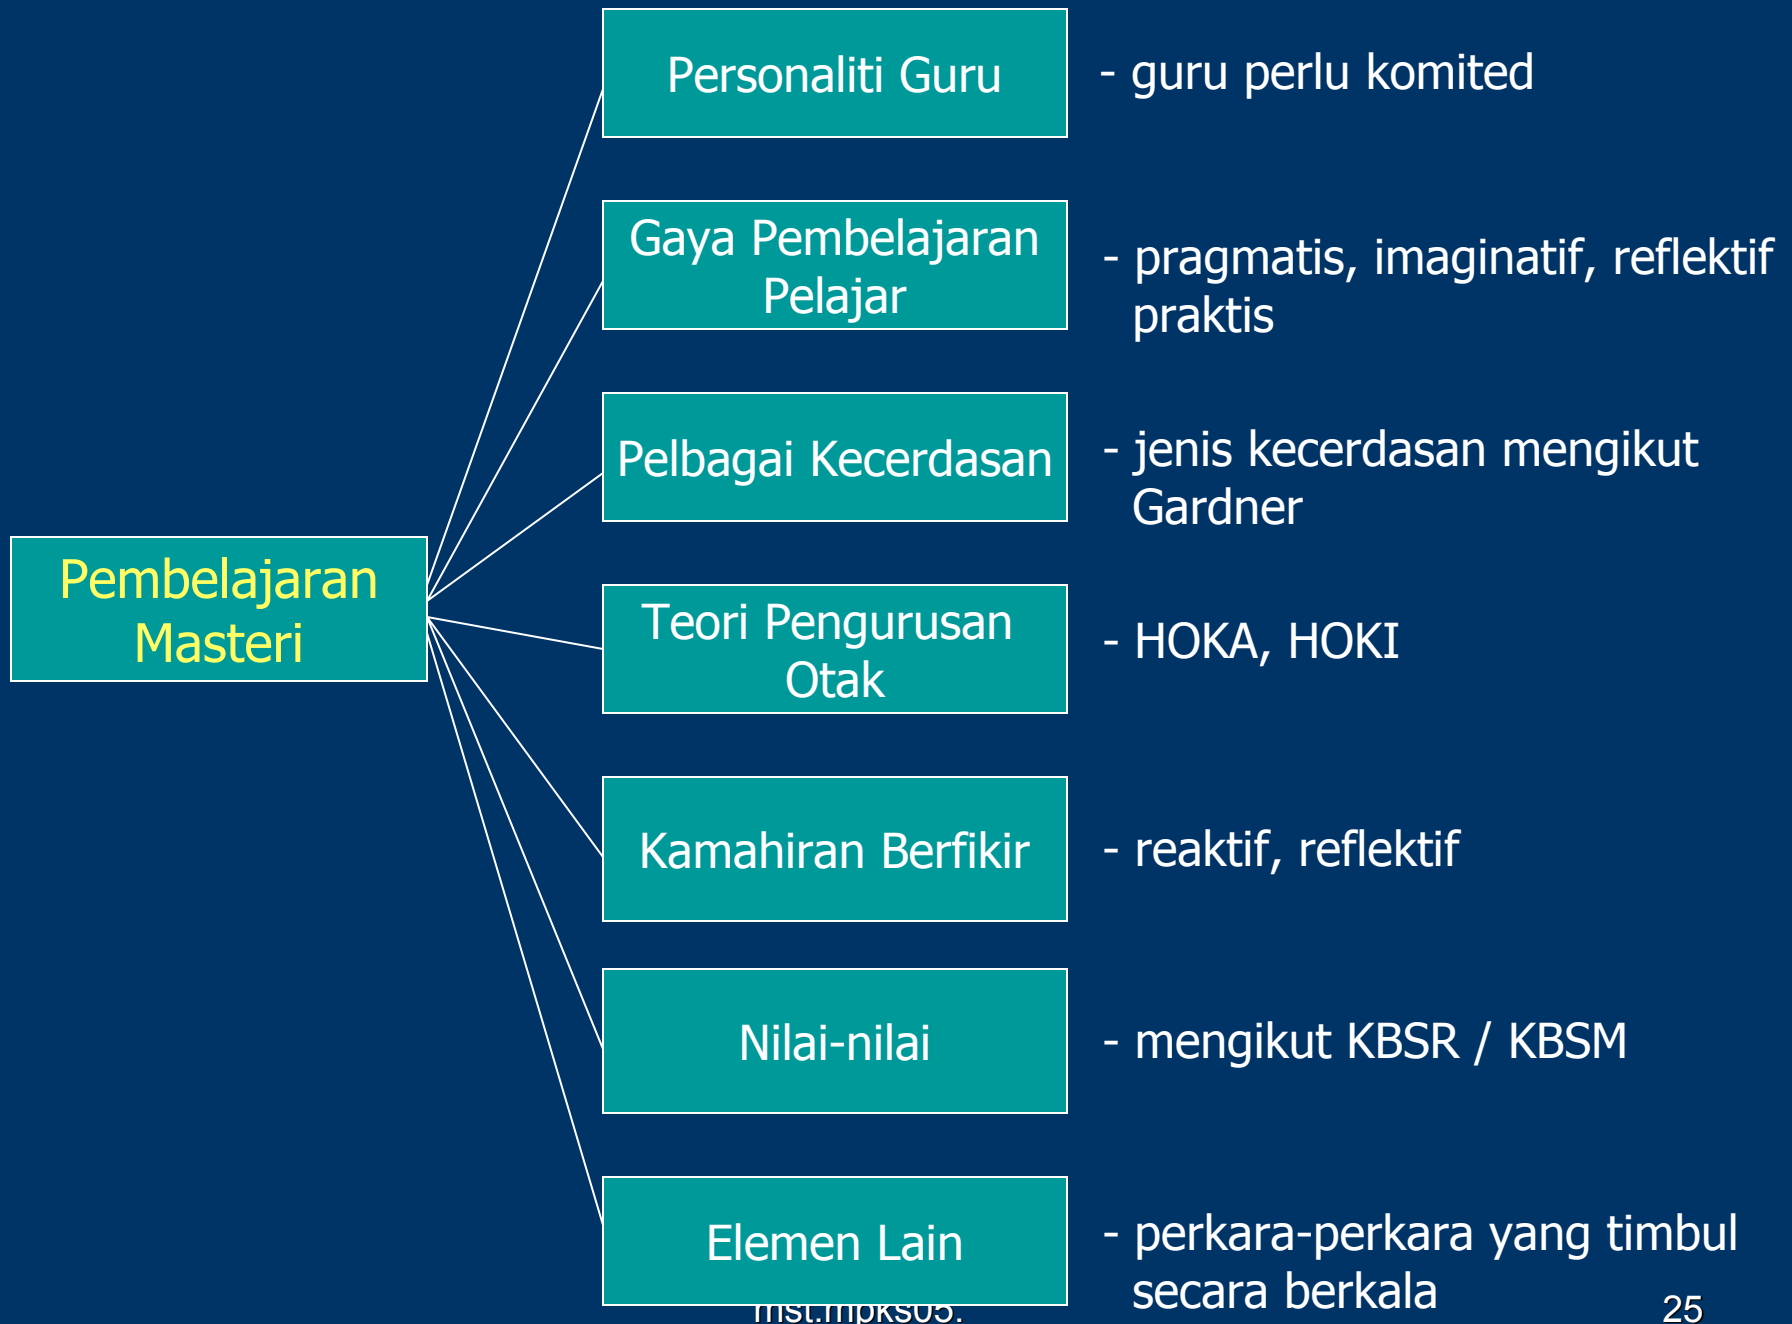 Personaliti Guru
- guru perlu komited
Gaya Pembelajaran
Pelajar
- pragmatis, imaginatif, reflektif
praktis
Pelbagai Kecerdasan
- jenis kecerdasan mengikut
Gardner
Pembelajaran
Masteri
Teori Pengurusan
Otak
- HOKA, HOKI
Kamahiran Berfikir
- reaktif, reflektif
Nilai-nilai
- mengikut KBSR / KBSM
Elemen Lain
- perkara-perkara yang timbul
secara berkala
mst.mpks05.
25